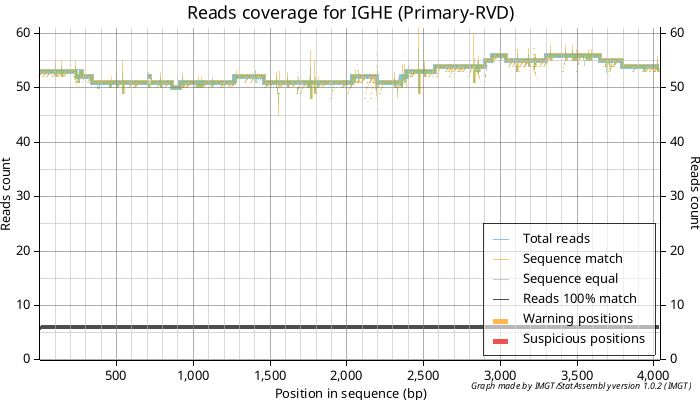 Reads coverage for IGHE (Primary-RVD)
60 60
50 50
40 40
30 30
20 20
10 10
0 0
Reads count
Reads count
Total reads
Sequence match
Sequence equal
Reads 100% match
Warning positions
Suspicious positions
500 1,000 1,500 2,000 2,500 3,000 3,500 4,000
Position in sequence (bp)
Graph made by IMGT/StatAssembly version 1.0.2 (IMGT)